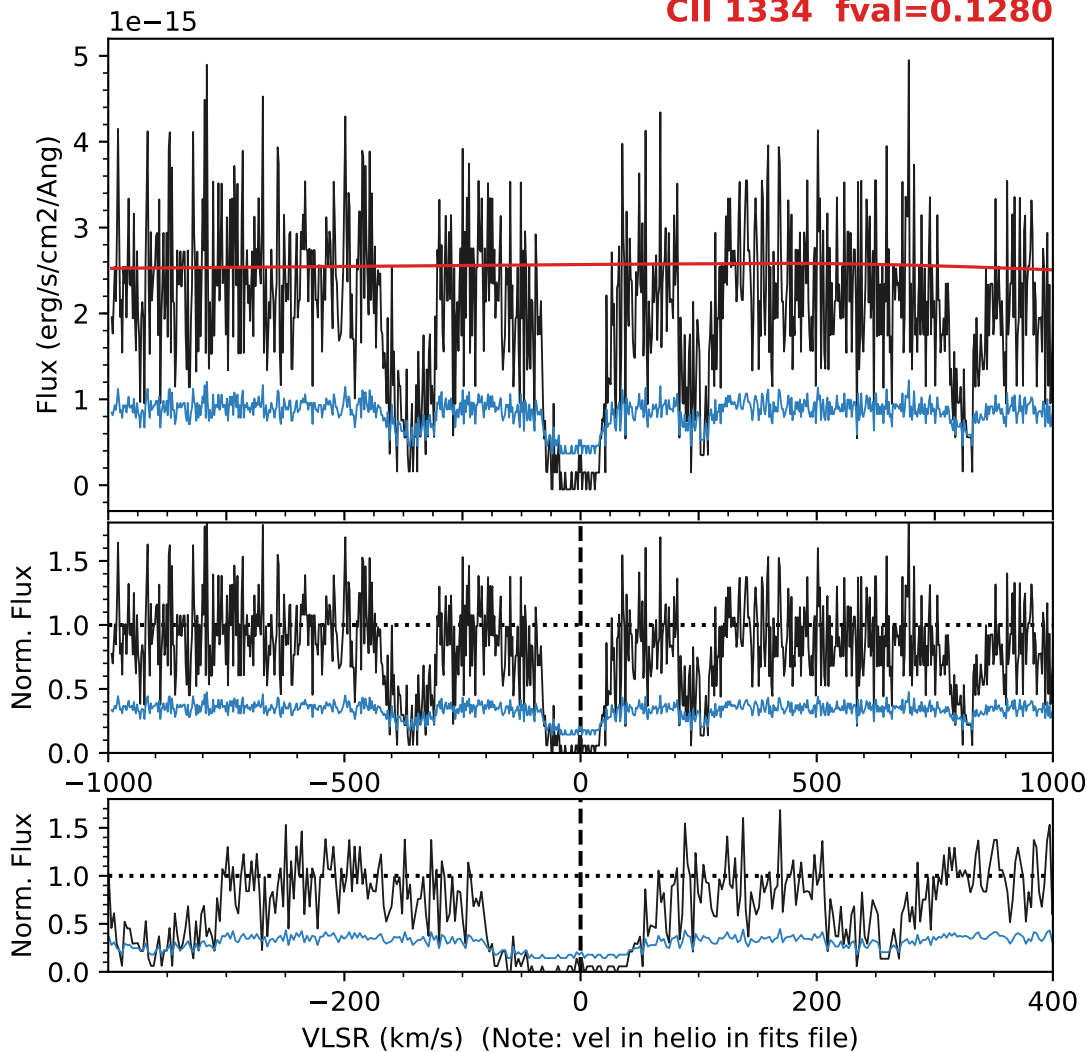 1e−15
CII 1334 fval=0.1280
5
4
3
2
1
0
Flux (erg/s/cm2/Ang)
1.5
1.0
0.5
0.0
Norm. Flux
−1000 −500 0 500 1000
1.5
1.0
0.5
0.0
Norm. Flux
−200 0 200 400
VLSR (km/s) (Note: vel in helio in fits file)